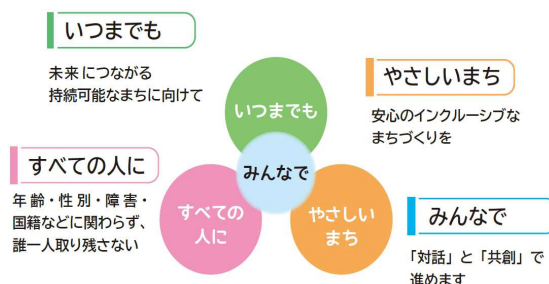 いつまでも
未来につながる
持続可能なまちに向けて
やさしいまち
安心のインクルーシブな
まちづくりを
すべての人に
年齢・性別・障害・
国籍などに関わらず、
誰一人取り残さない
いつまでも
みんなで
すべての
人に
やさしい
まち
みんなで
「対話」と「共創」で
進めます